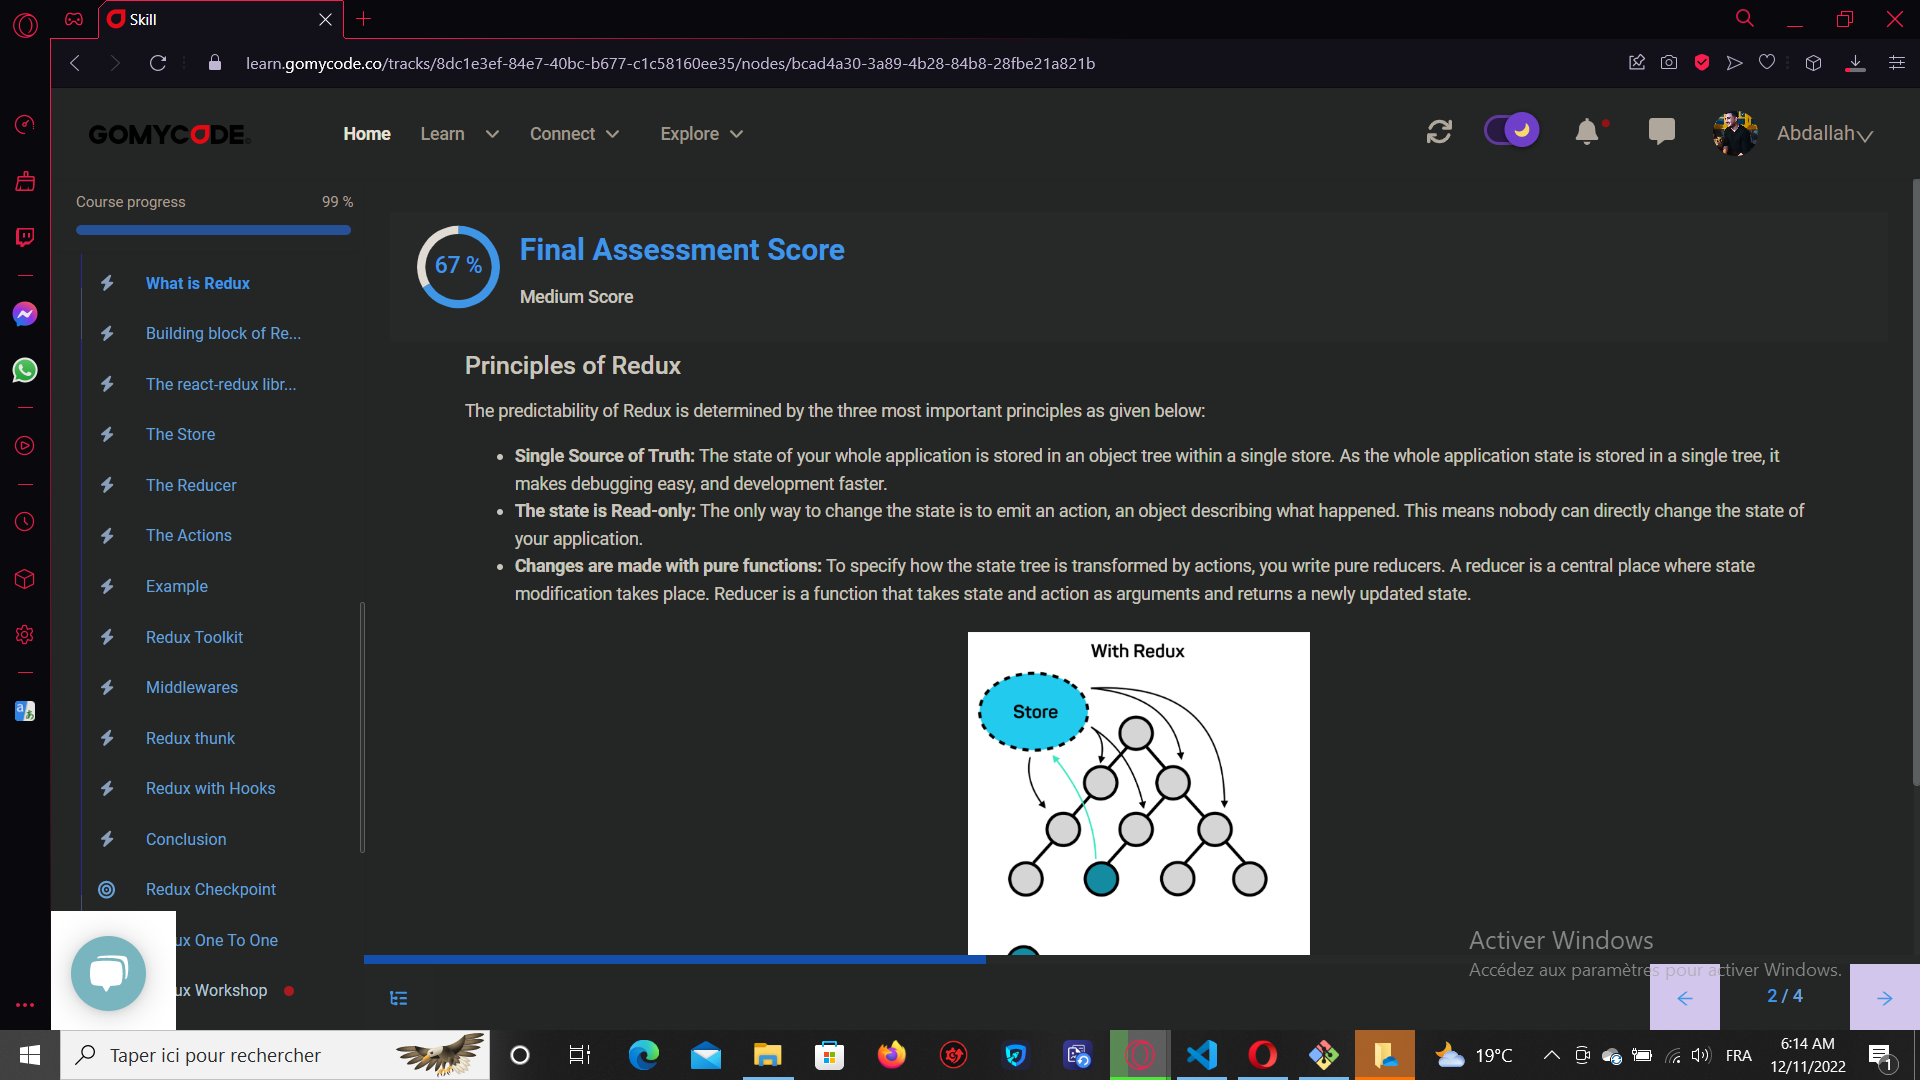 Skill
learn.gomycode.co/tracks/8dc1e3ef-84e7-40bc-b677-c1c58160ee35/nodes/bcad4a30-3a89-4b28-84b8-28fbe21a821b
GOMYCODE
Home
Learn
Connect
Explore
Abdallah
Course progress
99 %
What is Redux
Building block of Re...
The react-redux libr...
The Store
The Reducer
The Actions
Example
Redux Toolkit
Middlewares
Redux thunk
Redux with Hooks
Conclusion
Redux Checkpoint
ux One To One
ux Workshop
67 %
Final Assessment Score
Medium Score
Principles of Redux
The predictability of Redux is determined by the three most important principles as given below:
• Single Source of Truth: The state of your whole application is stored in an object tree within a single store. As the whole application state is stored in a single tree, it
makes debugging easy, and development faster.
• The state is Read-only: The only way to change the state is to emit an action, an object describing what happened. This means nobody can directly change the state of
your application.
• Changes are made with pure functions: To specify how the state tree is transformed by actions, you write pure reducers. A reducer is a central place where state
modification takes place. Reducer is a function that takes state and action as arguments and returns a newly updated state.
With Redux
Store
Activer Windows
Accédez aux paramètres pour activer Windows.
2 / 4
Taper ici pour rechercher
19°C
FRA
6:14 AM
12/11/2022
1